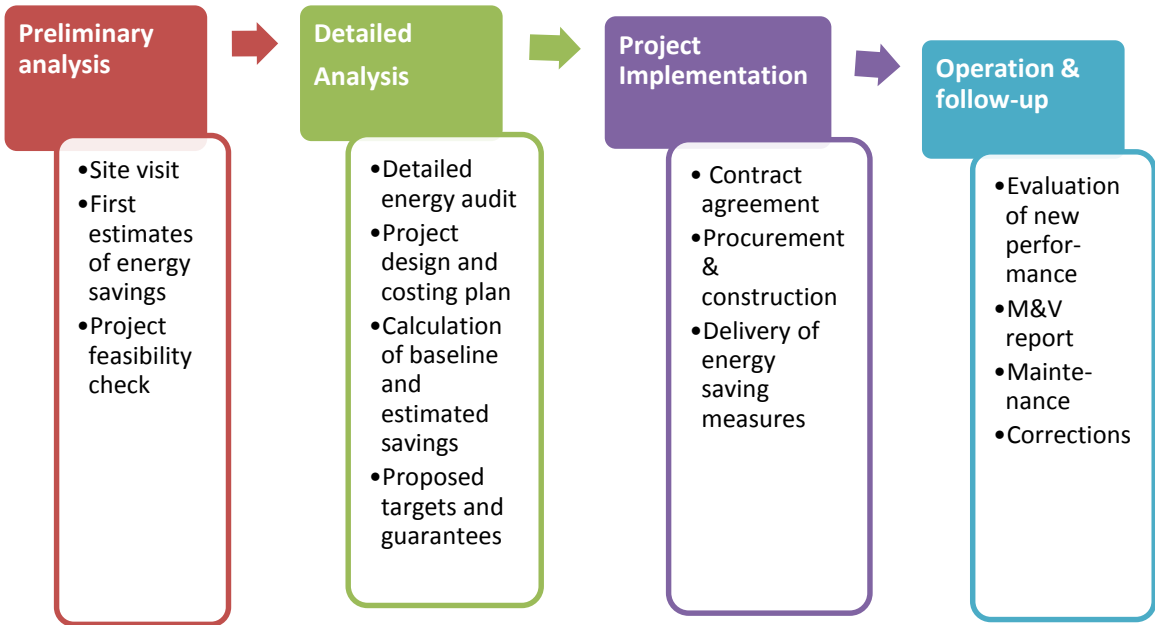 Preliminary
analysis
•Site visit
•First
estimates
of energy
savings
•Project
feasibility
check
Detailed
Analysis
•Detailed
energy audit
•Project
design and
costing plan
•Calculation
of baseline
and
estimated
savings
•Proposed
targets and
guarantees
Project
Implementation
• Contract
agreement
•Procurement
&
construction
•Delivery of
energy
saving
measures
Operation &
follow-up
•Evaluation
of new
perfor-
mance
•M&V
report
•Mainte-
nance
•Corrections